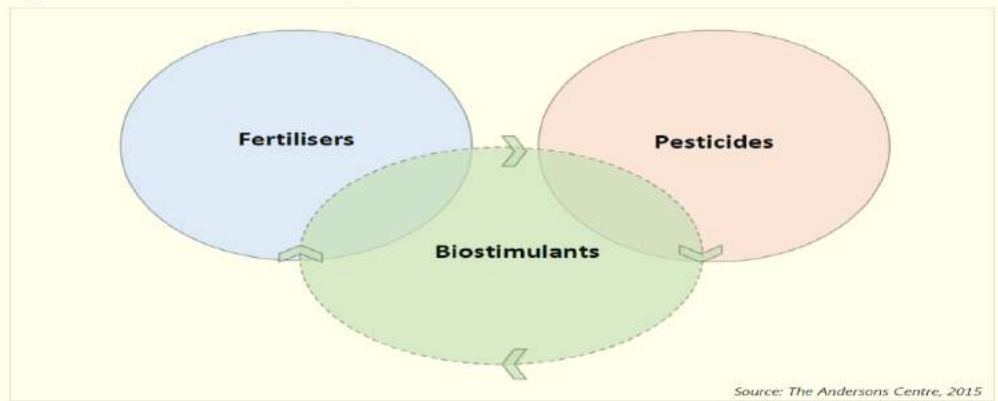 Fertilisers
Pesticides
Biostimulants
Source: The Andersons Centre, 2015